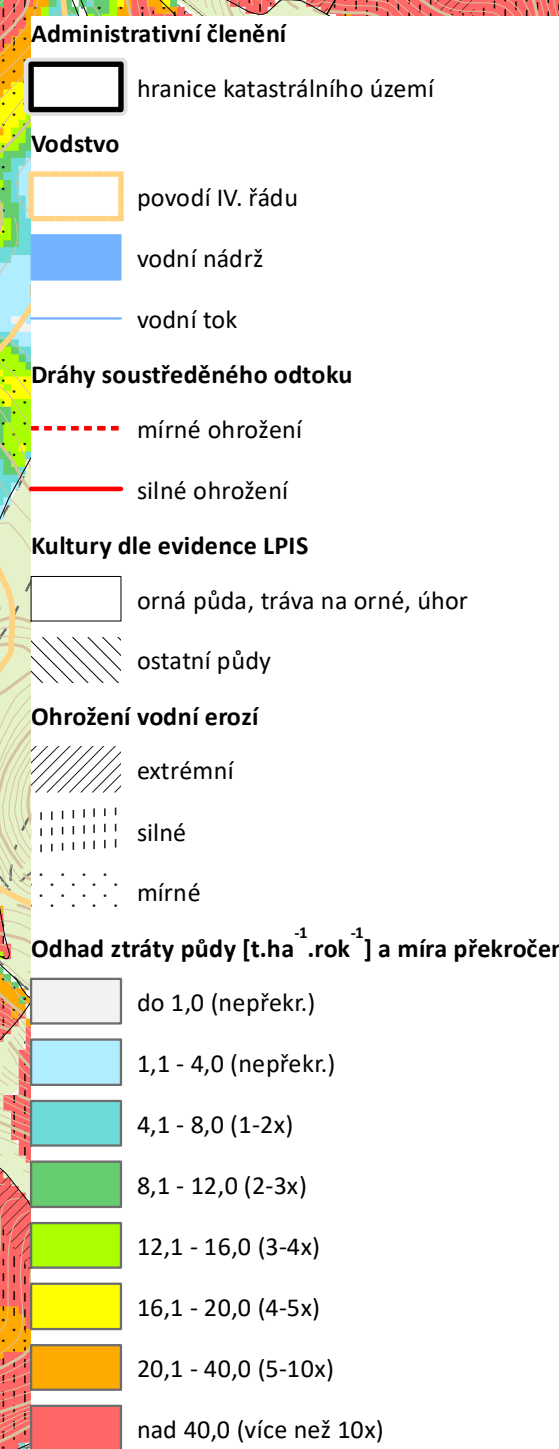 Administrativní členění
hranice katastrálního území
Vodstvo
povodí IV. řádu
vodní nádrž
vodní tok
Dráhy soustředěného odtoku
mírné ohrožení
silné ohrožení
Kultury dle evidence LPIS
orná půda, tráva na orné, úhor
ostatní půdy
Ohrožení vodní erozí
extrémní
silné
mírné
Odhad ztráty půdy [t.ha⁻¹.rok⁻¹] a míra překročer
do 1,0 (nepřekr.)
1,1 - 4,0 (nepřekr.)
4,1 - 8,0 (1-2x)
8,1 - 12,0 (2-3x)
12,1 - 16,0 (3-4x)
16,1 - 20,0 (4-5x)
20,1 - 40,0 (5-10x)
nad 40,0 (více než 10x)